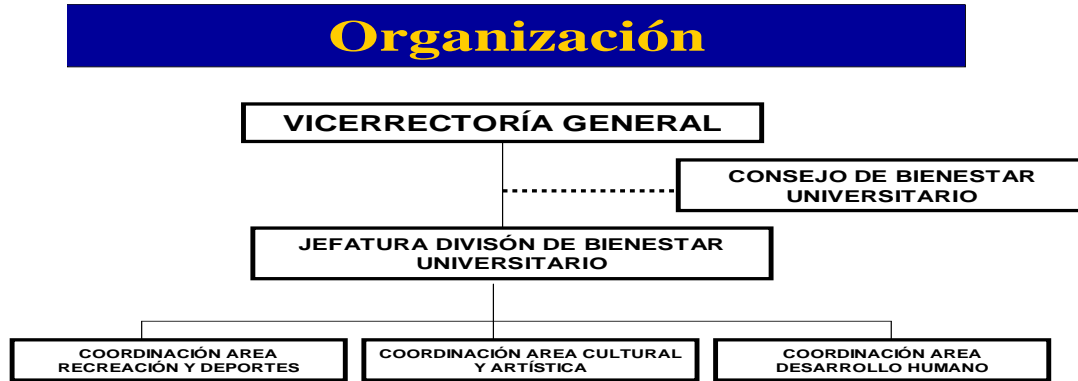 Organización
VICERRECTORÍA GENERAL
CONSEJO DE BIENESTAR
UNIVERSITARIO
JEFATURA DIVISÓN DE BIENESTAR
UNIVERSITARIO
COORDINACIÓN AREA
RECREACIÓN Y DEPORTES
COORDINACIÓN AREA CULTURAL
Y ARTÍSTICA
COORDINACIÓN AREA
DESARROLLO HUMANO